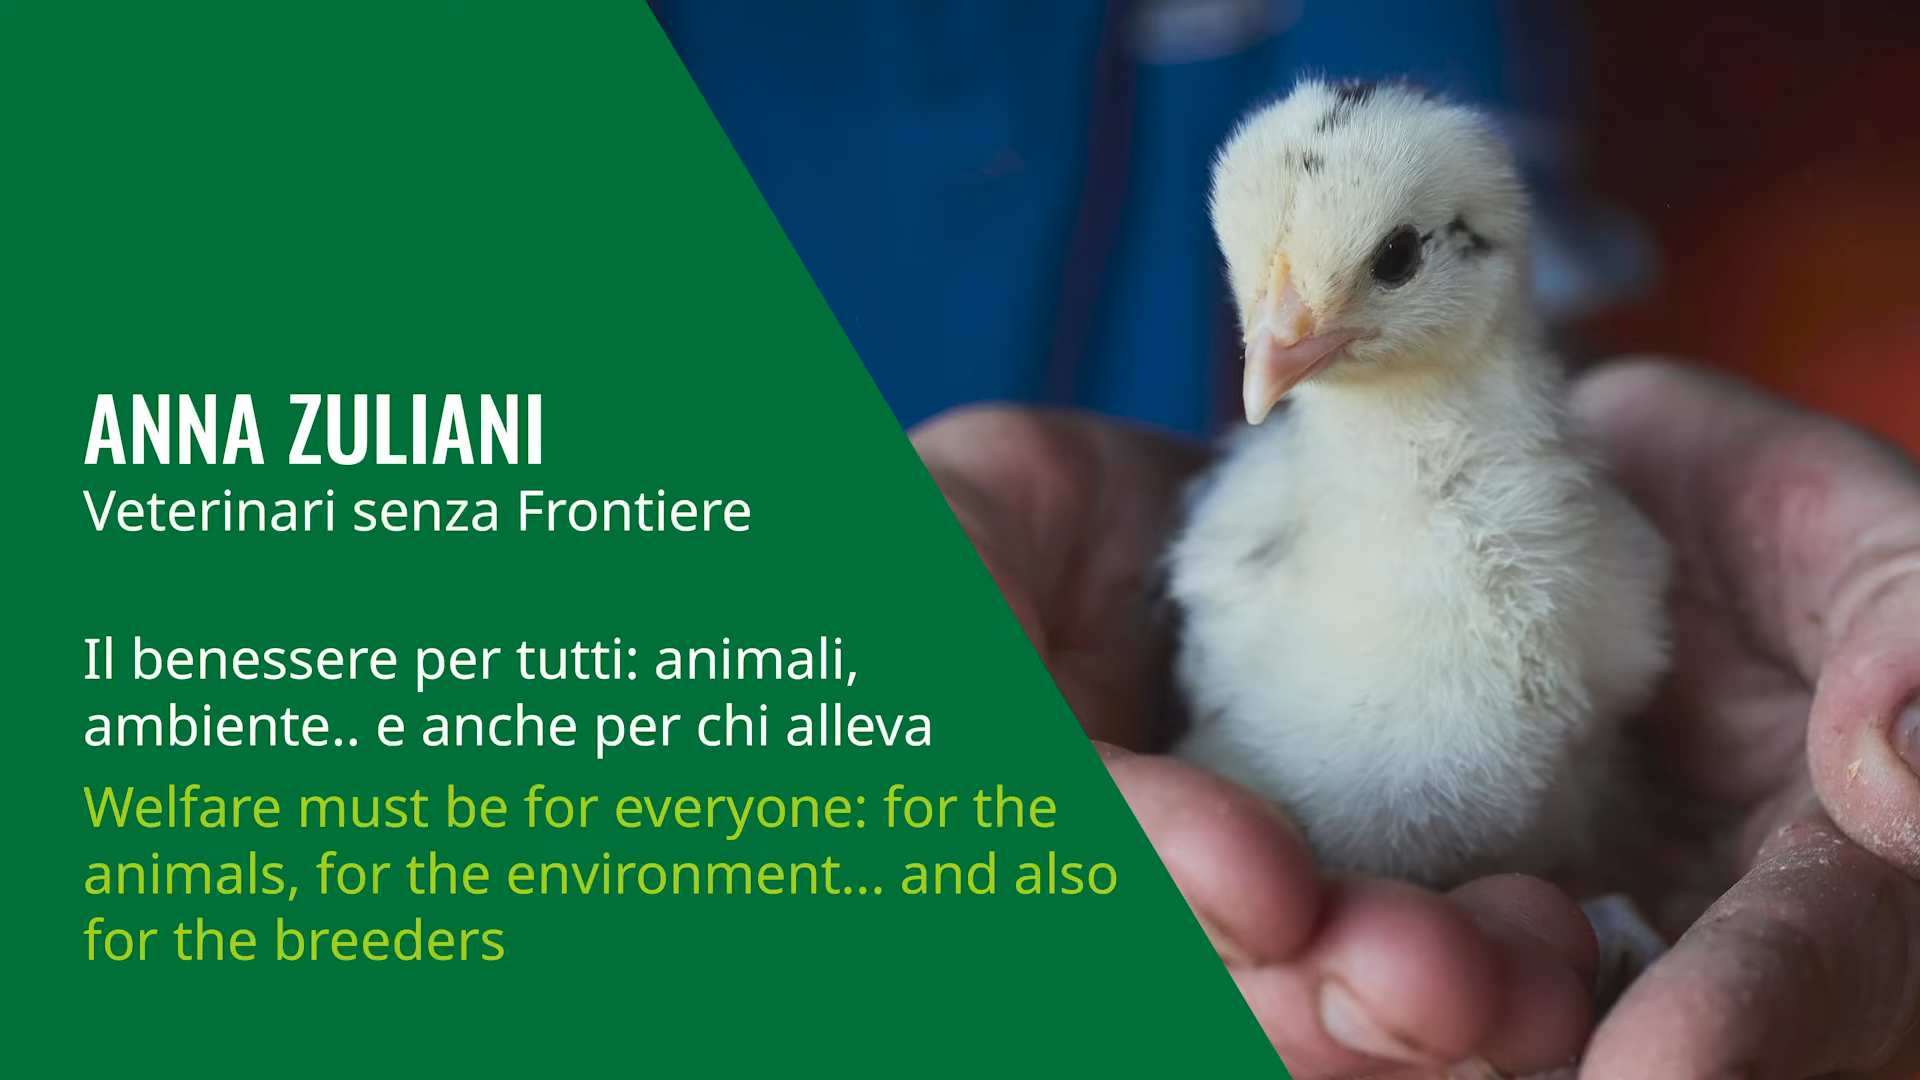 ANNA ZULIANI
Veterinari senza Frontiere
Il benessere per tutti: animali,
ambiente.. e anche per chi alleva
Welfare must be for everyone: for the
animals, for the environment... and also
for the breeders